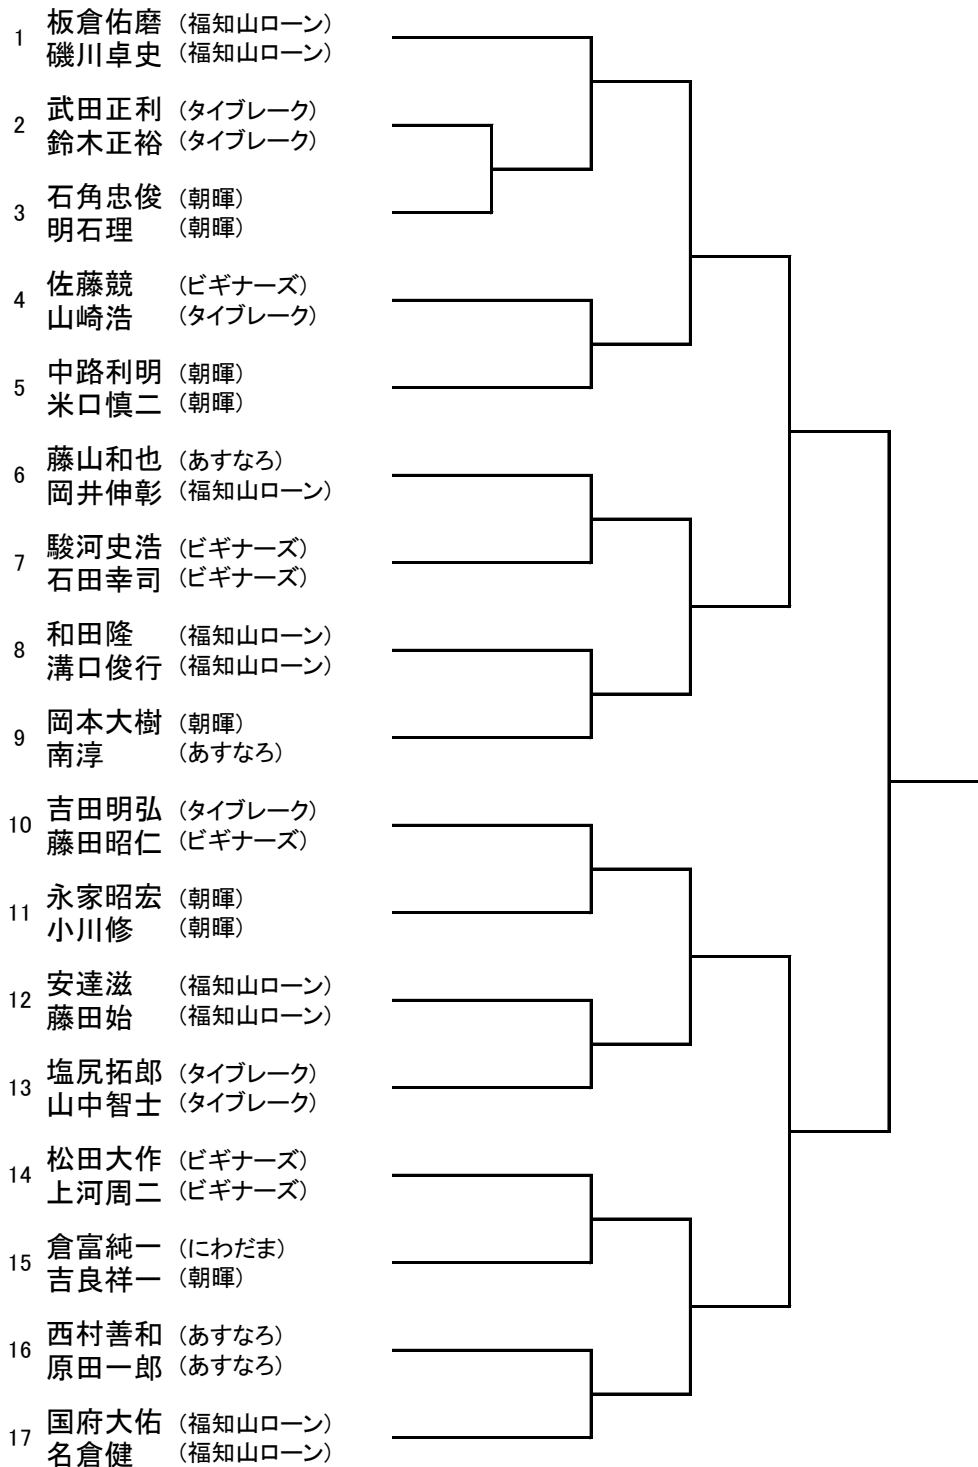 1 板倉佑磨 (福知山ローン)
磯川卓史 (福知山ローン)
2 武田正利 (タイブレーク)
鈴木正裕 (タイブレーク)
3 石角忠俊 (朝暉)
明石理 (朝暉)
4 佐藤競 (ビギナーズ)
山崎浩 (タイブレーク)
5 中路利明 (朝暉)
米口慎二 (朝暉)
6 藤山和也 (あすなろ)
岡井伸彰 (福知山ローン)
7 駿河史浩 (ビギナーズ)
石田幸司 (ビギナーズ)
8 和田隆 (福知山ローン)
溝口俊行 (福知山ローン)
9 岡本大樹 (朝暉)
南淳 (あすなろ)
10 吉田明弘 (タイブレーク)
藤田昭仁 (ビギナーズ)
11 永家昭宏 (朝暉)
小川修 (朝暉)
12 安達滋 (福知山ローン)
藤田始 (福知山ローン)
13 塩尻拓郎 (タイブレーク)
山中智士 (タイブレーク)
14 松田大作 (ビギナーズ)
上河周二 (ビギナーズ)
15 倉富純一 (にわだま)
吉良祥一 (朝暉)
16 西村善和 (あすなろ)
原田一郎 (あすなろ)
17 国府大佑 (福知山ローン)
名倉健 (福知山ローン)